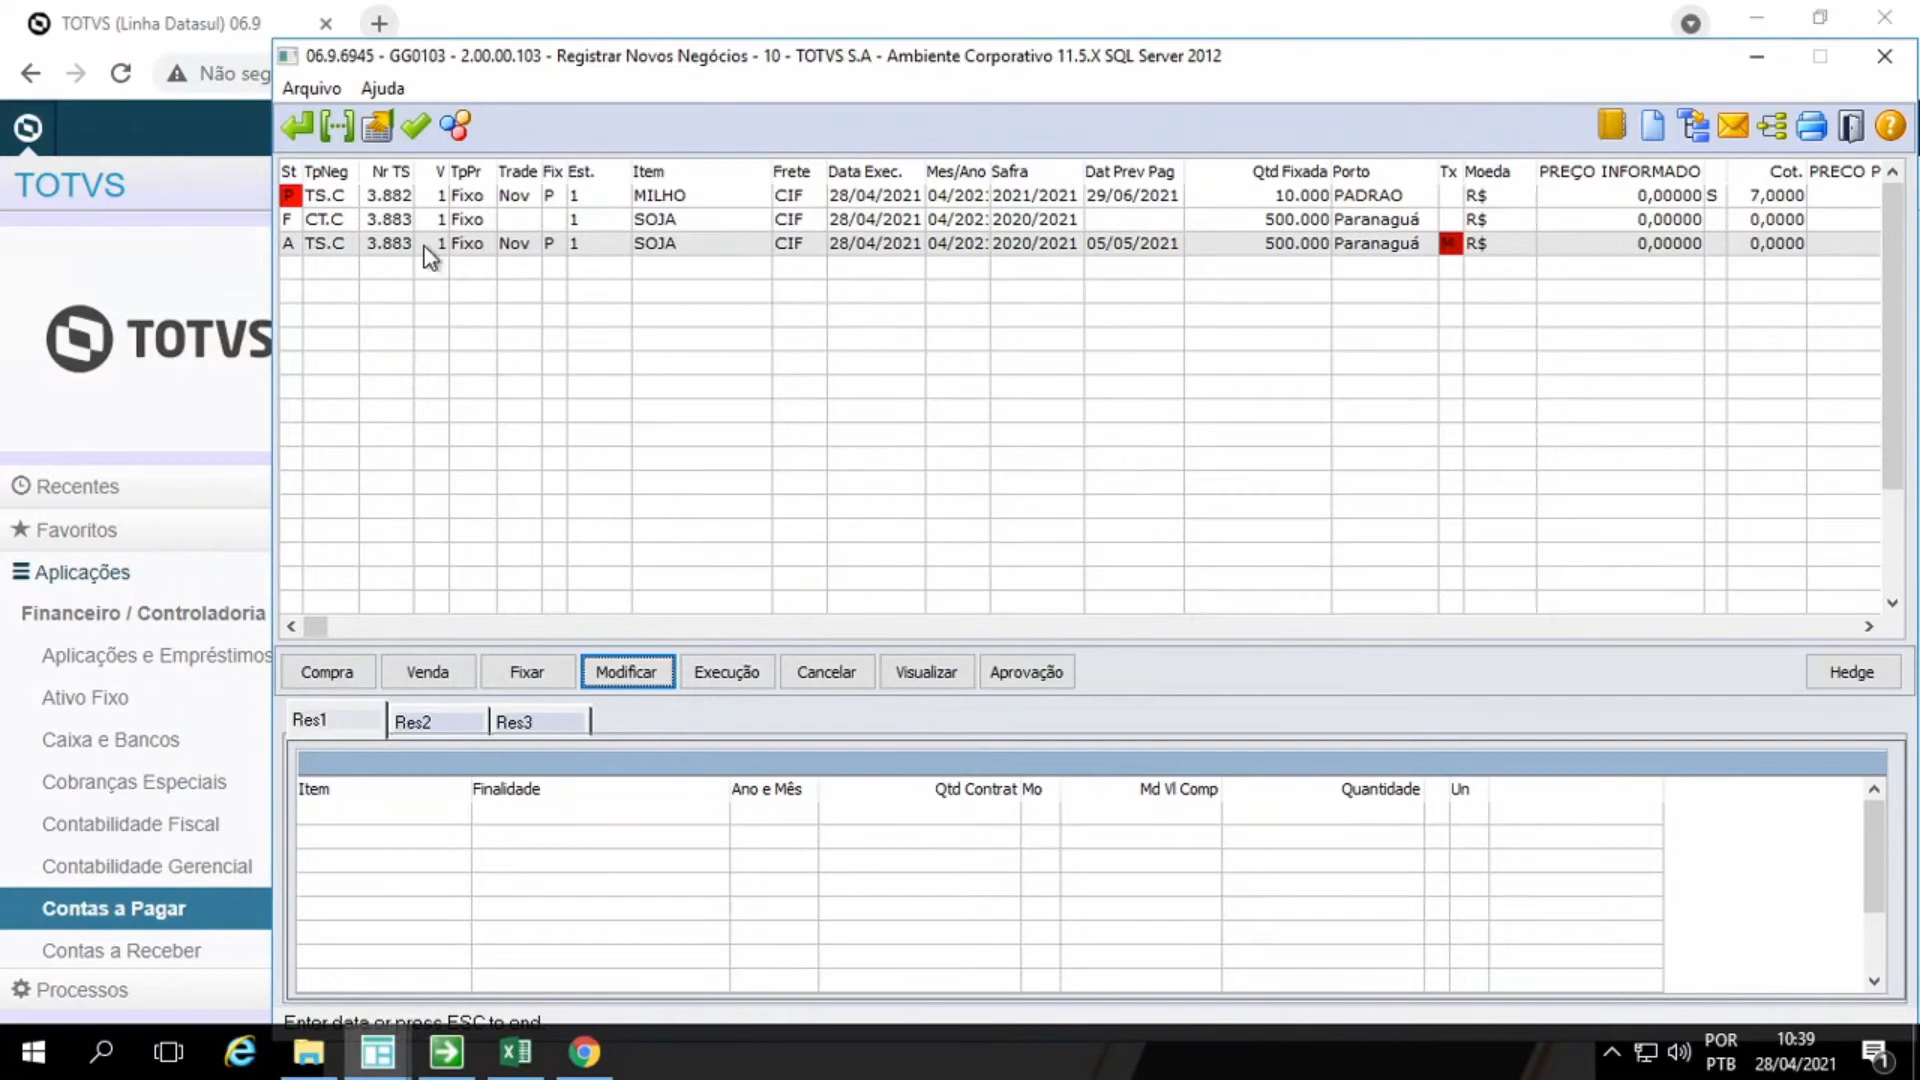 TOTVS (Linha Datasul) 06.9
Não seg
06.9.6945 - GG0103 - 2.00.00.103 - Registrar Novos Negócios - 10 - TOTVS S.A - Ambiente Corporativo 11.5.X SQL Server 2012
Arquivo Ajuda
TOTVS
TOTVS
Recentes
Favoritos
Aplicações
Financeiro / Controladoria
Aplicações e Empréstimos
Ativo Fixo
Caixa e Bancos
Cobranças Especiais
Contabilidade Fiscal
Contabilidade Gerencial
Contas a Pagar
Contas a Receber
Processos
St TpNeg Nr TS V TpPr Trade Fix Est. Item Frete Data Exec. Mes/Ano Safra Dat Prev Pag Qtd Fixada Porto Tx Moeda PREÇO INFORMADO Cot. PRECO P
P TS.C 3.882 1 Fixo Nov P 1 MILHO CIF 28/04/2021 04/202: 2021/2021 29/06/2021 10.000 PADRAO R$ 0,00000 S 7,0000
F CT.C 3.883 1 Fixo 1 SOJA CIF 28/04/2021 04/202: 2020/2021 500.000 Paranaguá R$ 0,00000 0,0000
A TS.C 3.883 1 Fixo Nov P 1 SOJA CIF 28/04/2021 04/202: 2020/2021 05/05/2021 500.000 Paranaguá M R$ 0,00000 0,0000
Compra Venda Fixar Modificar Execução Cancelar Visualizar Aprovação Hedge
Res1 Res2 Res3
Item Finalidade Ano e Mês Qtd Contrat Mo Md Vl Comp Quantidade Un
Enter data or press ESC to end.
POR
PTB
10:39
28/04/2021
1